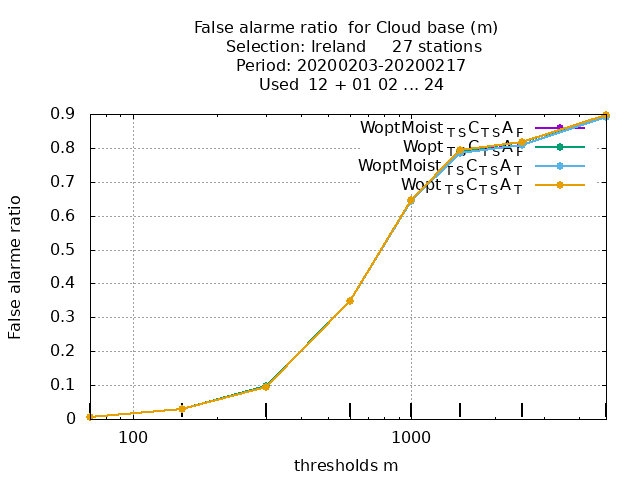 False alarme ratio for Cloud base (m)
Selection: Ireland 27 stations
Period: 20200203-20200217
Used 12 + 01 02 ... 24
0.9
0.8
0.7
0.6
0.5
0.4
0.3
0.2
0.1
0
False alarme ratio
WoptMoist TS C TS A F
Wopt TS C TS A F
WoptMoist TS C TS A T
Wopt TS C TS A T
100 1000
thresholds m